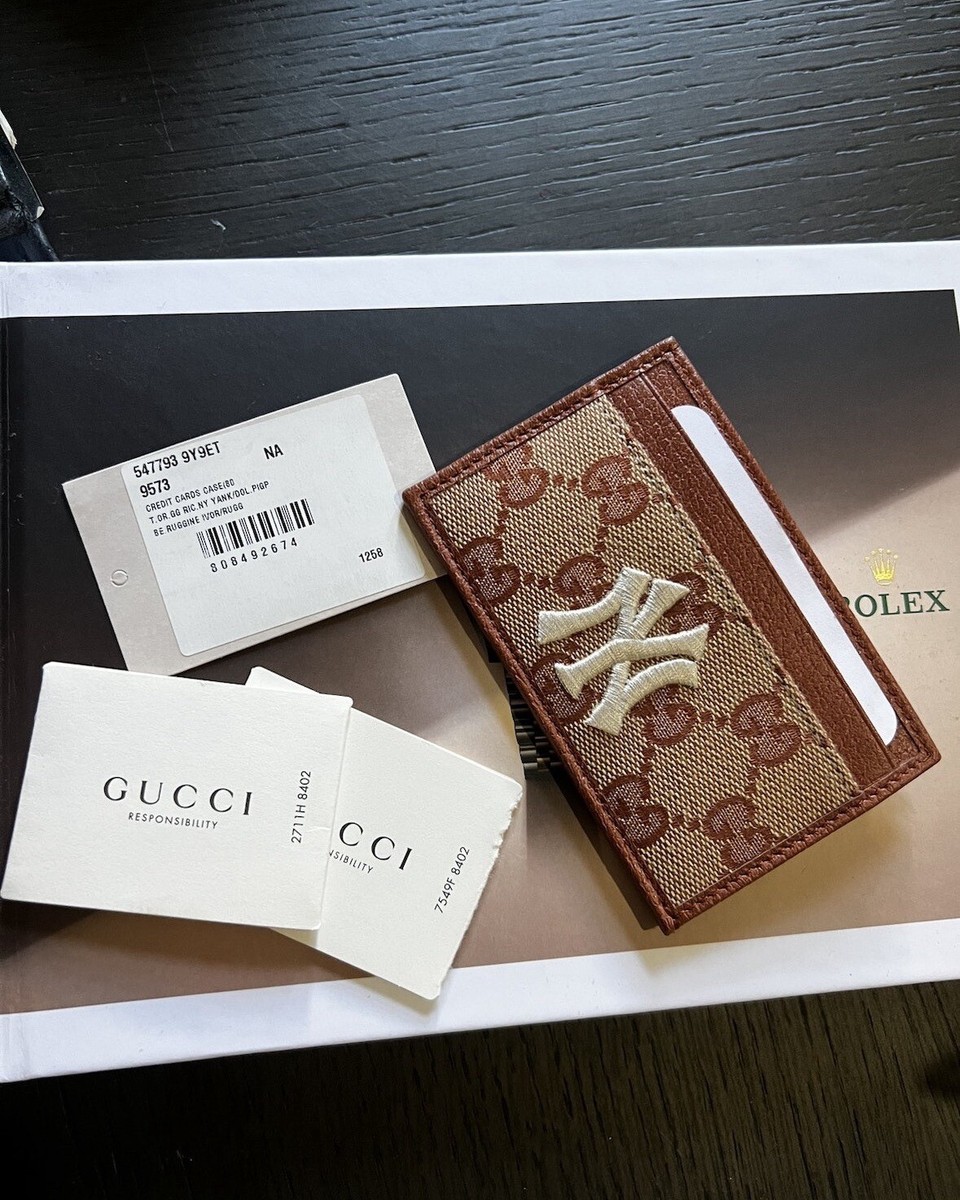 547793 9Y9ET NA
9573
CREDIT CARDS CASE(80
T.OR.GG RIC.NY YANK/DOL.PIGP
BE RUGGINE IVOR/RUGG
808492674
1258
NY
ROLEX
GUCCI
RESPONSIBILITY
2711H 8402
CCI
NSIBILITY
7549F 8402